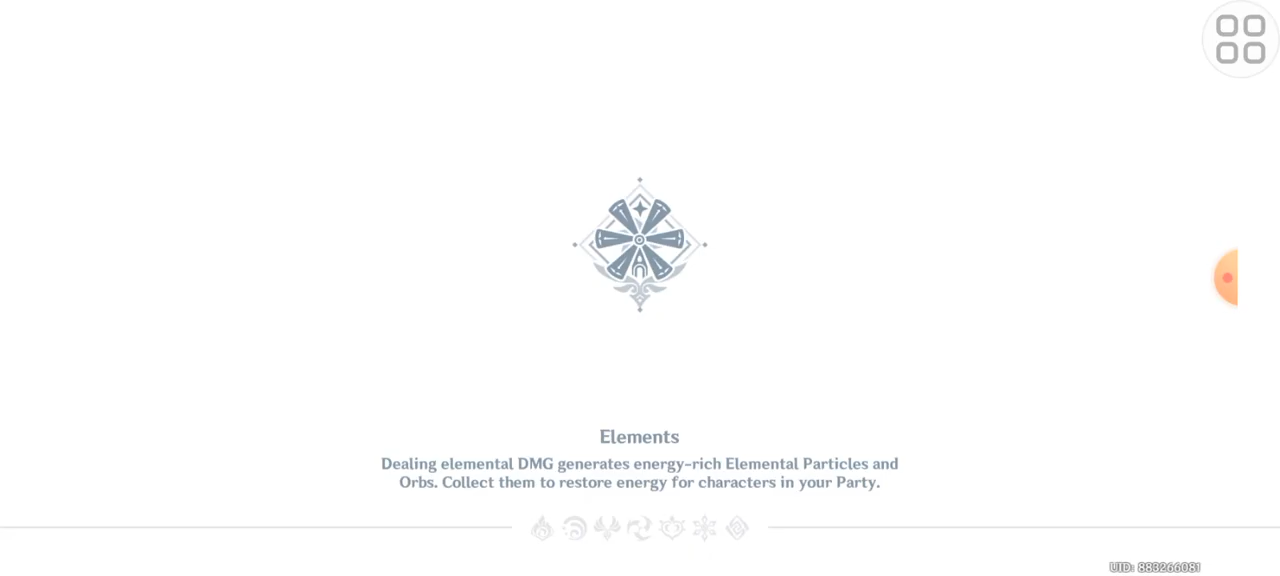 Elements
Dealing elemental DMG generates energy-rich Elemental Particles and
Orbs. Collect them to restore energy for characters in your Party.
UID: 883266081